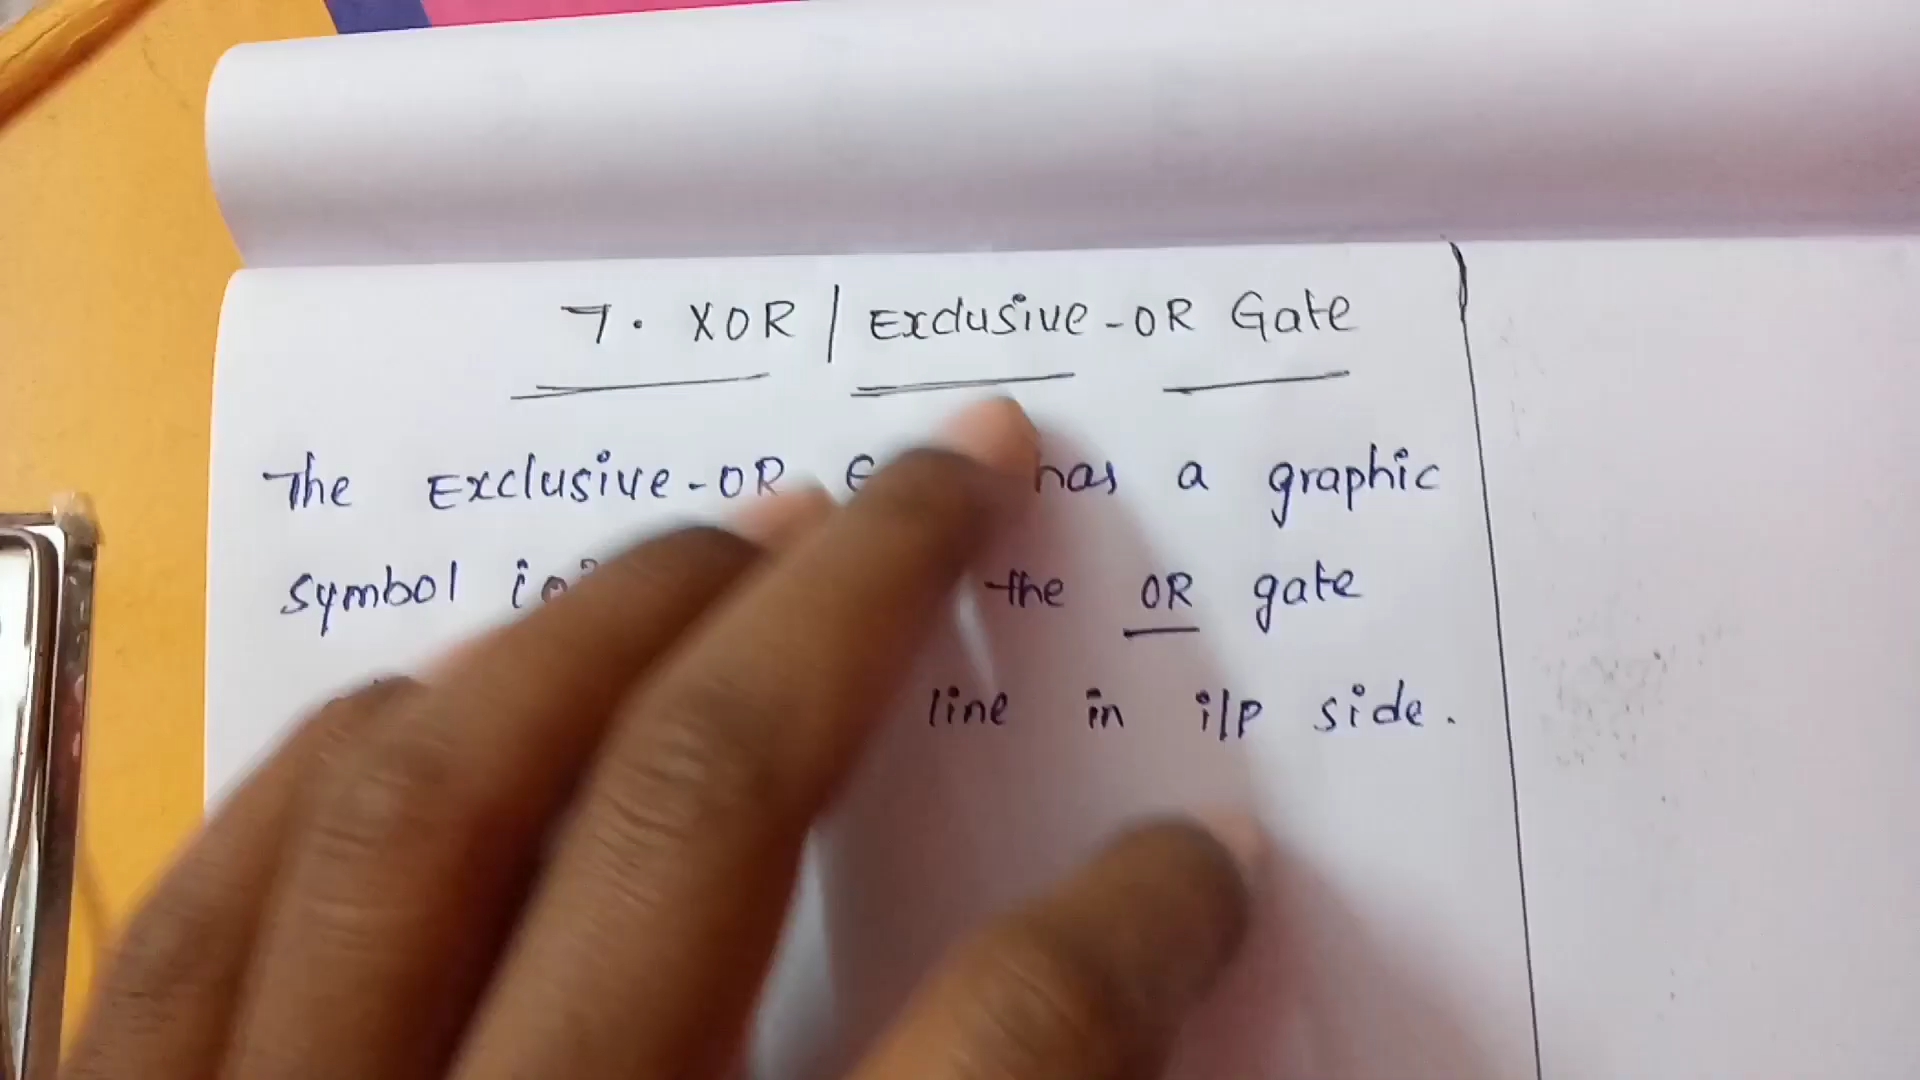 7. XOR | Exclusive-OR Gate
The Exclusive-OR has a graphic
symbol the OR gate
line in i/p side.